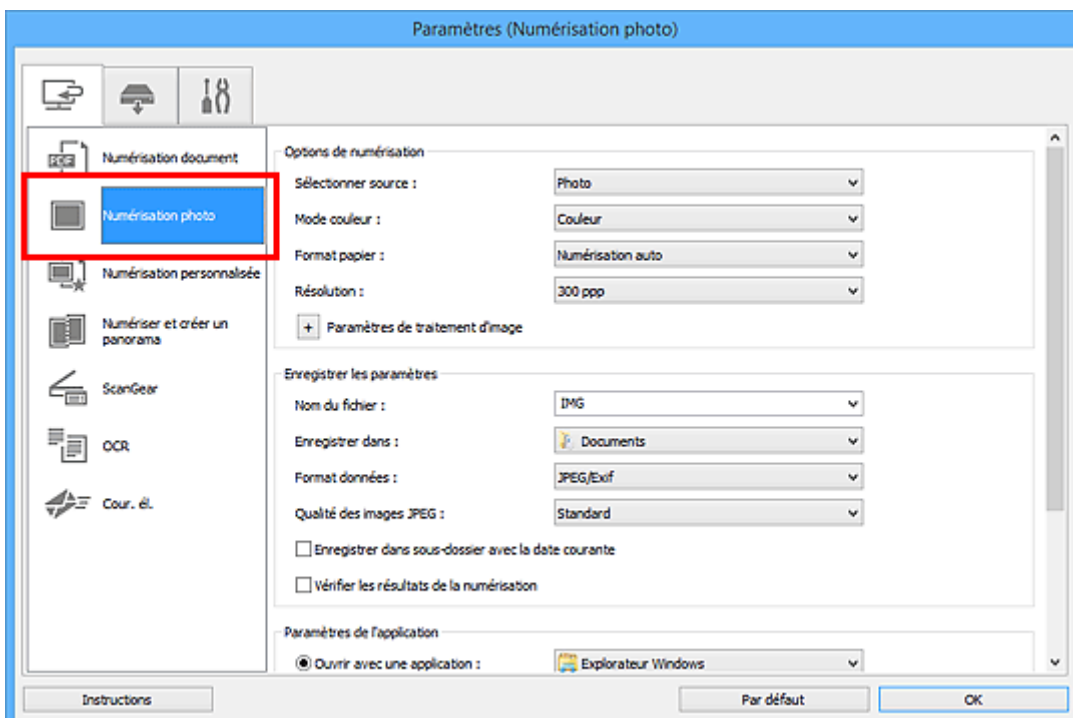 Paramètres (Numérisation photo)
PDF
Numérisation document
Numérisation photo
Numérisation personnalisée
Numériser et créer un
panorama
ScanGear
OCR
Cour. él.
Options de numérisation
Sélectionner source : Photo
Mode couleur : Couleur
Format papier : Numérisation auto
Résolution : 300 ppp
+ Paramètres de traitement d'image
Enregistrer les paramètres
Nom du fichier : IMG
Enregistrer dans : Documents
Format données : JPEG/Exif
Qualité des images JPEG : Standard
Enregistrer dans sous-dossier avec la date courante
Vérifier les résultats de la numérisation
Paramètres de l'application
Ouvrir avec une application : Explorateur Windows
Instructions Par défaut OK